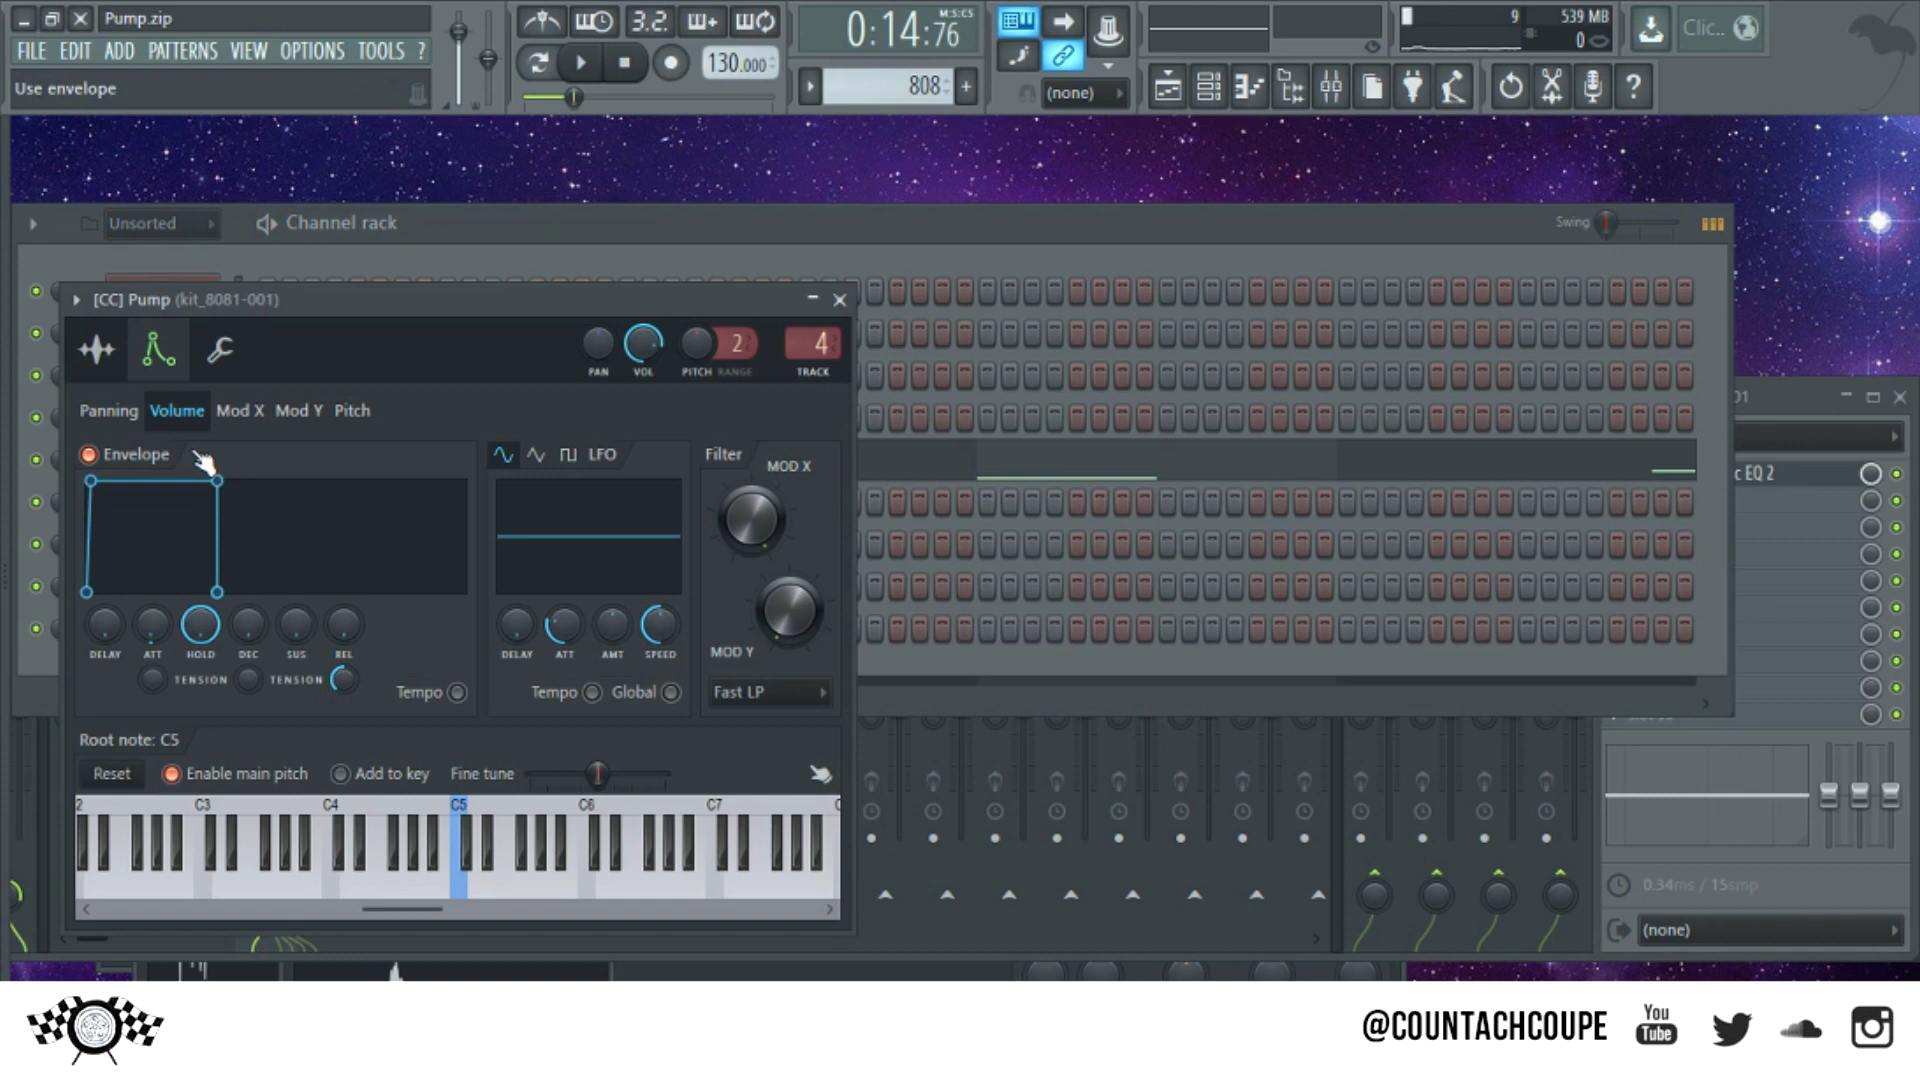 Pump.zip
FILE EDIT ADD PATTERNS VIEW OPTIONS TOOLS ?
Use envelope
3.2.
130.000
0:14:76
M:S:CS
808
(none)
9
539 MB
0
Clic..
Unsorted
Channel rack
Swing
[CC] Pump (kit_8081-001)
PAN VOL PITCH RANGE TRACK
2
4
Panning Volume Mod X Mod Y Pitch
Envelope
LFO
Filter
MOD X
DELAY ATT HOLD DEC SUS REL
DELAY ATT AMT SPEED
MOD Y
TENSION TENSION
Tempo
Tempo Global
Fast LP
Root note: C5
Reset Enable main pitch Add to key Fine tune
2 C3 C4 C5 C6 C7
01
c EQ 2
0.34ms / 15smp
(none)
@COUNTACHCOUPE
You
Tube